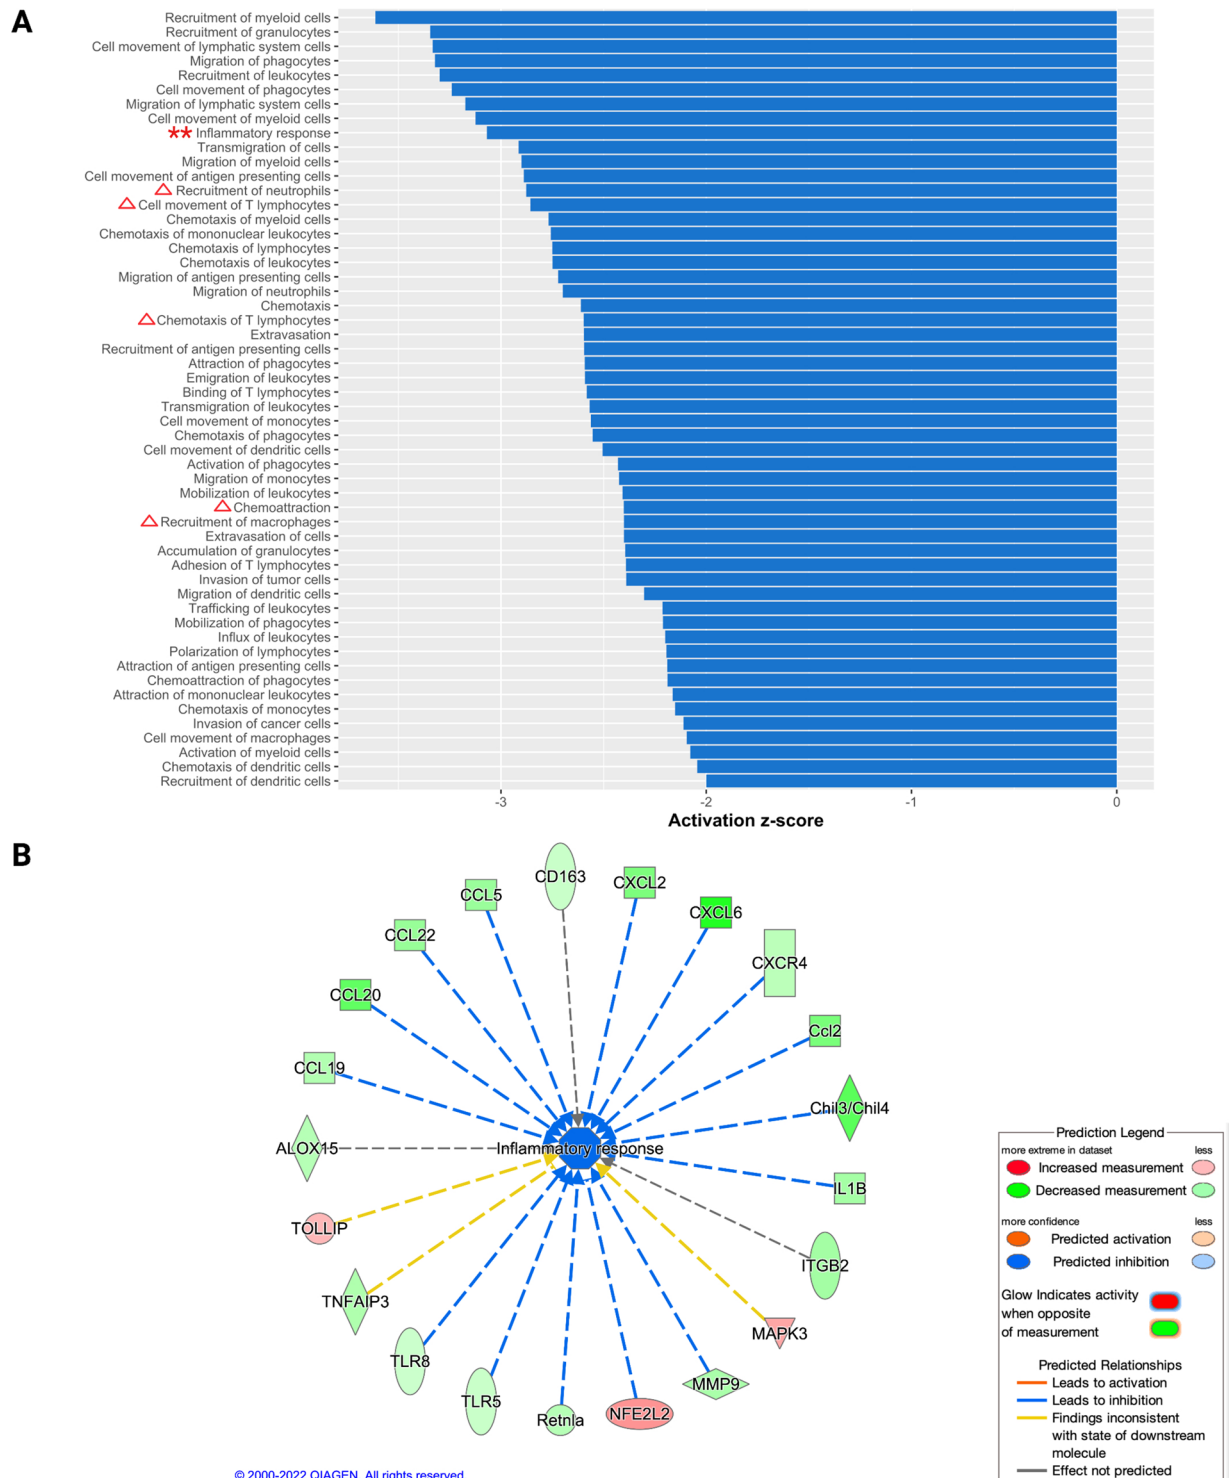 A
Recruitment of myeloid cells
Recruitment of granulocytes
Cell movement of lymphatic system cells
Migration of phagocytes
Recruitment of leukocytes
Cell movement of phagocytes
Migration of lymphatic system cells
Cell movement of myeloid cells
** Inflammatory response
Transmigration of cells
Migration of myeloid cells
Cell movement of antigen presenting cells
△ Recruitment of neutrophils
△ Cell movement of T lymphocytes
Chemotaxis of myeloid cells
Chemotaxis of mononuclear leukocytes
Chemotaxis of lymphocytes
Chemotaxis of leukocytes
Migration of antigen presenting cells
Migration of neutrophils
Chemotaxis
△ Chemotaxis of T lymphocytes
Extravasation
Recruitment of antigen presenting cells
Attraction of phagocytes
Emigration of leukocytes
Binding of T lymphocytes
Transmigration of leukocytes
Cell movement of monocytes
Chemotaxis of phagocytes
Cell movement of dendritic cells
Activation of phagocytes
Migration of monocytes
Mobilization of leukocytes
△ Chemoattraction
△ Recruitment of macrophages
Extravasation of cells
Accumulation of granulocytes
Adhesion of T lymphocytes
Invasion of tumor cells
Migration of dendritic cells
Trafficking of leukocytes
Mobilization of phagocytes
Influx of leukocytes
Polarization of lymphocytes
Attraction of antigen presenting cells
Chemoattraction of phagocytes
Attraction of mononuclear leukocytes
Chemotaxis of monocytes
Invasion of cancer cells
Cell movement of macrophages
Activation of myeloid cells
Chemotaxis of dendritic cells
Recruitment of dendritic cells
-3 -2 -1 0
Activation z-score
B
CD163
CXCL2
CCL5
CXCL6
CCL22
CXCR4
CCL20
Ccl2
CCL19
Chil3/Chil4
ALOX15
Inflammatory response
IL1B
TOLLIP
ITGB2
TNFAIP3
MAPK3
TLR8
MMP9
TLR5
Retnla
NFE2L2
Prediction Legend
more extreme in dataset less
Increased measurement
Decreased measurement
more confidence less
Predicted activation
Predicted inhibition
Glow Indicates activity
when opposite
of measurement
Predicted Relationships
Leads to activation
Leads to inhibition
Findings inconsistent
with state of downstream
molecule
Effect not predicted
© 2000-2022 QIAGEN. All rights reserved.